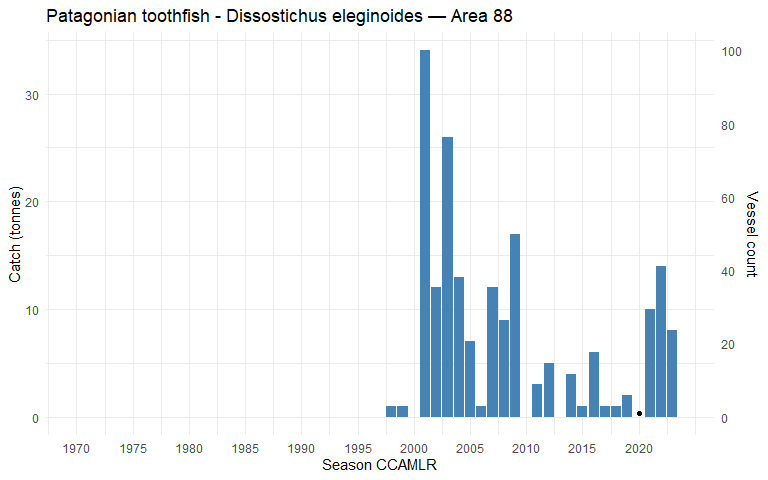 Patagonian toothfish - Dissostichus eleginoides — Area 88
Catch (tonnes)
30
20
10
0
100
80
60
40
20
0
Vessel count
1970 1975 1980 1985 1990 1995 2000 2005 2010 2015 2020
Season CCAMLR